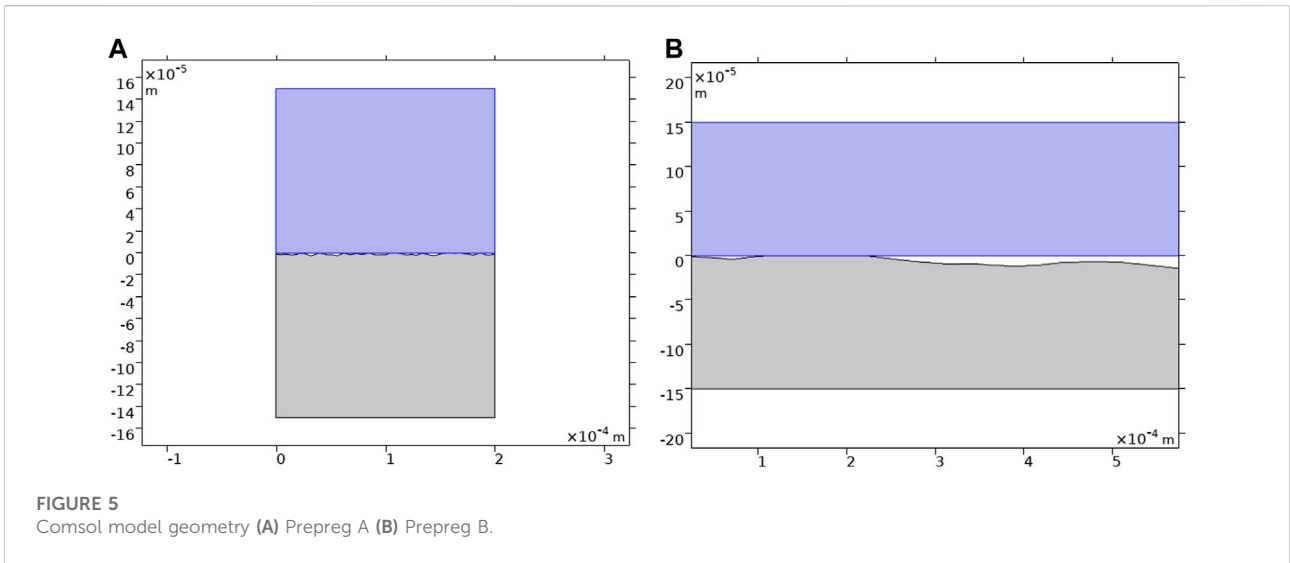 A
×10⁻⁵
m
16
14
12
10
8
6
4
2
0
-2
-4
-6
-8
-10
-12
-14
-16
×10⁻⁴ m
-1 0 1 2 3
B
×10⁻⁵
m
20
15
10
5
0
-5
-10
-15
-20
×10⁻⁴ m
1 2 3 4 5
FIGURE 5
Comsol model geometry (A) Prepreg A (B) Prepreg B.